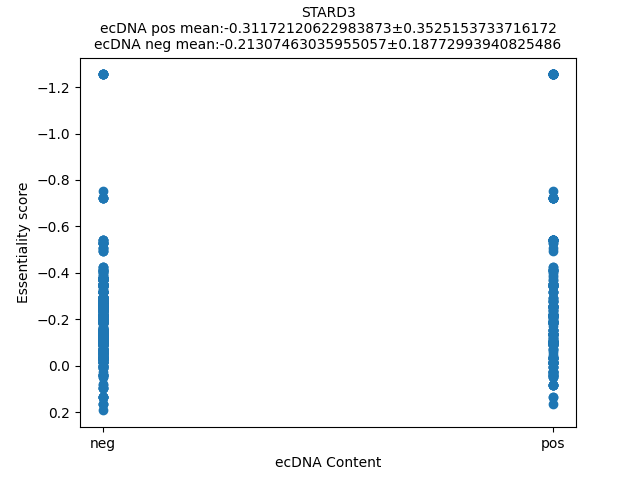 STARD3
ecDNA pos mean:-0.31172120622983873±0.3525153733716172
ecDNA neg mean:-0.21307463035955057±0.18772993940825486
Essentiality score
−1.2
−1.0
−0.8
−0.6
−0.4
−0.2
0.0
0.2
neg
pos
ecDNA Content